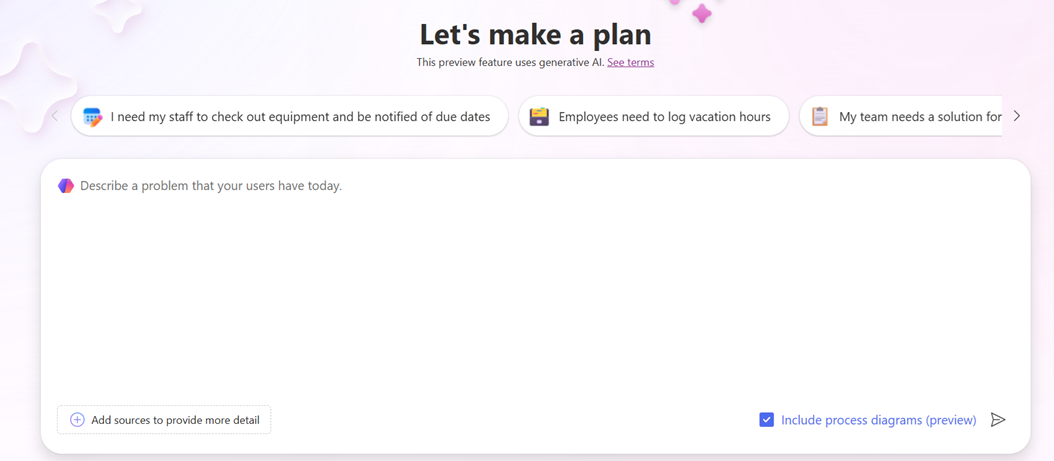 Let's make a plan
This preview feature uses generative AI. See terms
I need my staff to check out equipment and be notified of due dates
Employees need to log vacation hours
My team needs a solution for
Describe a problem that your users have today.
Add sources to provide more detail
Include process diagrams (preview)